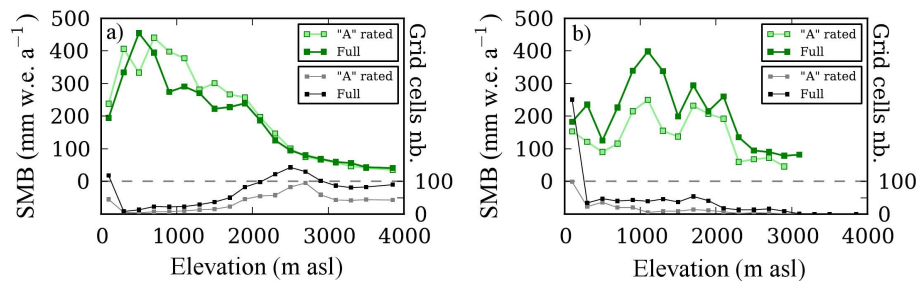 a)
SMB (mm w.e. a⁻¹)
500
400
300
200
100
0
"A" rated
Full
"A" rated
Full
Grid cells nb.
100
0
0 1000 2000 3000 4000
Elevation (m asl)
b)
SMB (mm w.e. a⁻¹)
500
400
300
200
100
0
"A" rated
Full
"A" rated
Full
Grid cells nb.
100
0
0 1000 2000 3000 4000
Elevation (m asl)